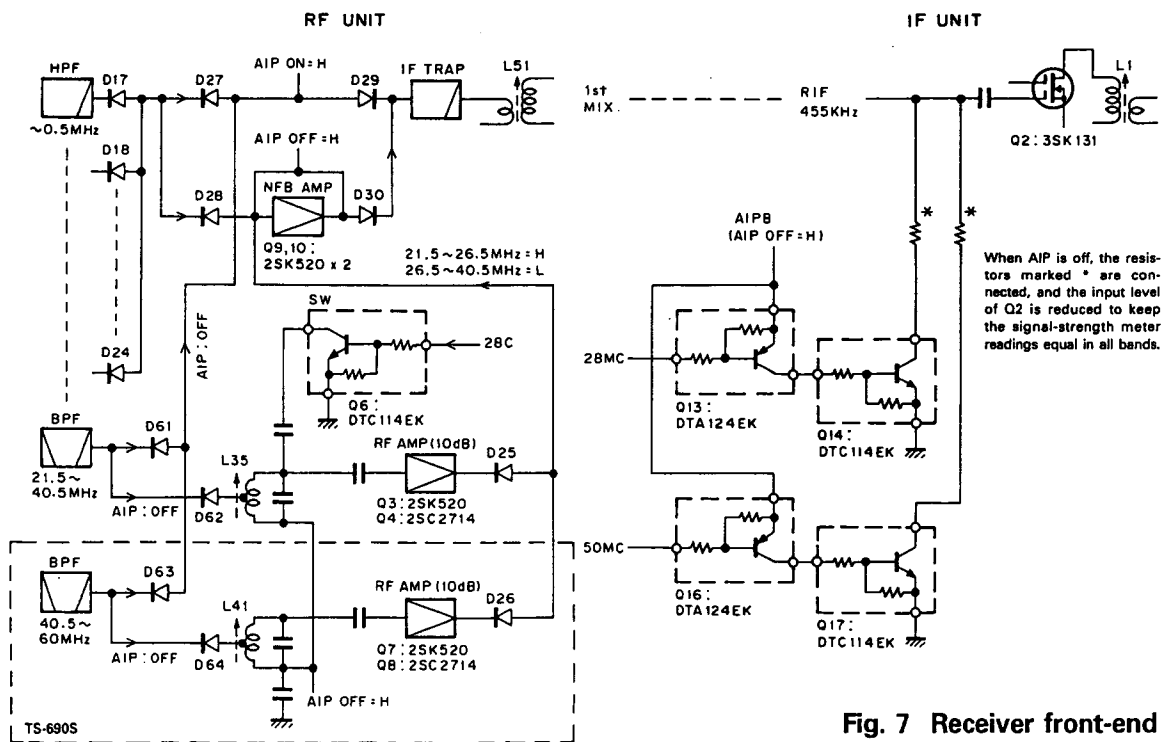 RF UNIT
IF UNIT
HPF
~0.5MHz
D17
D27
AIP ON=H
D29
IF TRAP
L51
1st
MIX.
RIF
455KHz
L1
Q2:3SK131
D18
AIP OFF=H
NFB AMP
D28
D30
Q9,10:
2SK520 x 2
21.5~26.5MHz=H
26.5~40.5MHz=L
AIPB
(AIP OFF=H)
*
*
When AIP is off, the resis-
tors marked * are con-
nected, and the input level
of Q2 is reduced to keep
the signal-strength meter
readings equal in all bands.
D24
AIP:OFF
SW
28C
Q6:
DTC114EK
28MC
Q13:
DTA124EK
Q14:
DTC114EK
BPF
21.5~
40.5MHz
D61
AIP:OFF
D62
L35
RF AMP(10dB)
D25
Q3:2SK520
Q4:2SC2714
50MC
Q16:
DTA124EK
Q17:
DTC114EK
BPF
40.5~
60MHz
D63
AIP:OFF
D64
L41
RF AMP(10dB)
D26
Q7:2SK520
Q8:2SC2714
AIP OFF=H
TS-690S
Fig. 7 Receiver front-end